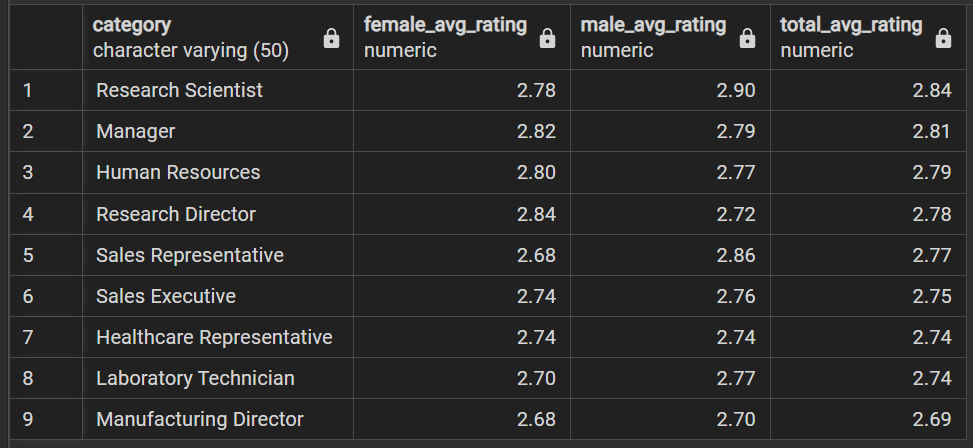 category female_avg_rating male_avg_rating total_avg_rating
character varying (50) numeric numeric numeric
1 Research Scientist 2.78 2.90 2.84
2 Manager 2.82 2.79 2.81
3 Human Resources 2.80 2.77 2.79
4 Research Director 2.84 2.72 2.78
5 Sales Representative 2.68 2.86 2.77
6 Sales Executive 2.74 2.76 2.75
7 Healthcare Representative 2.74 2.74 2.74
8 Laboratory Technician 2.70 2.77 2.74
9 Manufacturing Director 2.68 2.70 2.69